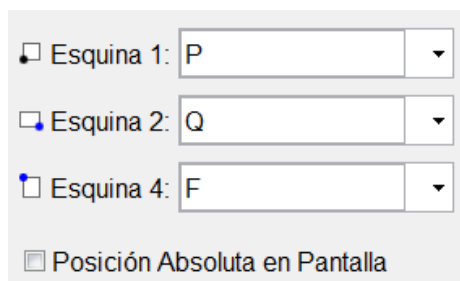 Esquina 1: P
Esquina 2: Q
Esquina 4: F
Posición Absoluta en Pantalla